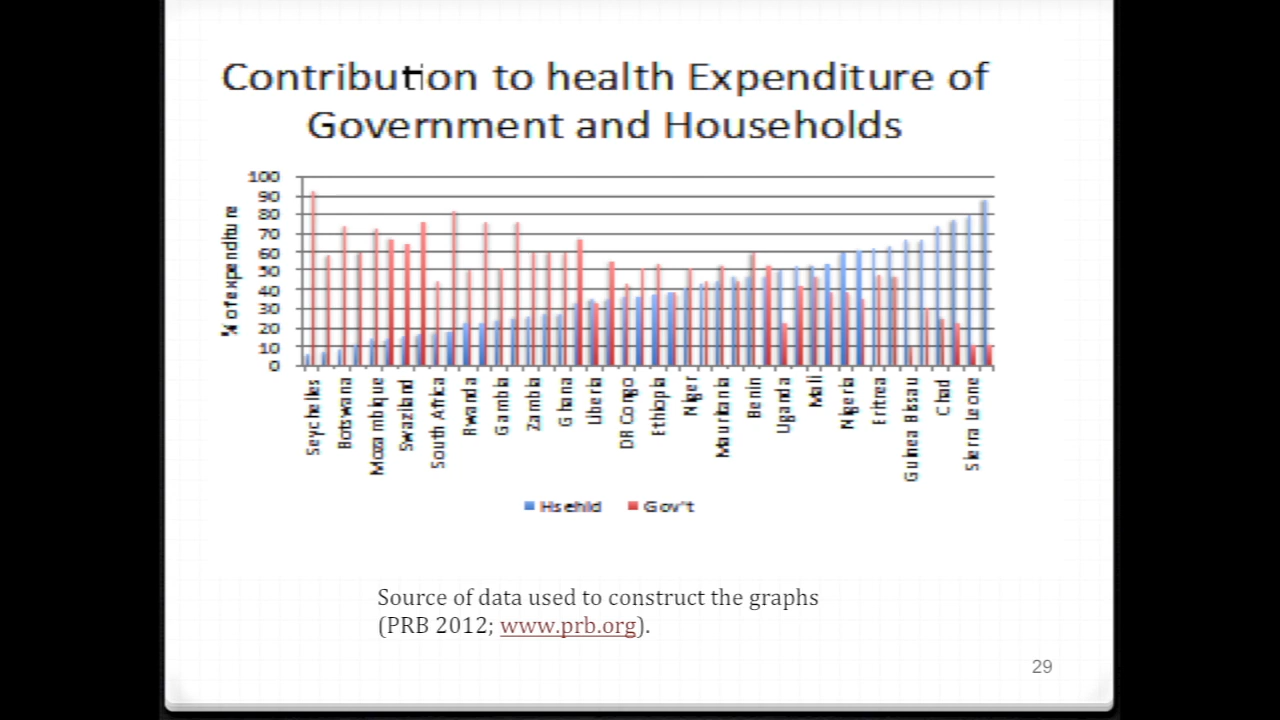 Contribution to health Expenditure of
Government and Households
100
90
80
70
60
50
40
30
20
10
0
% of expenditure
Seychelles
Botswana
Mozambique
Swaziland
South Africa
Rwanda
Gambia
Zambia
Ghana
Liberia
DR Congo
Ethiopia
Niger
Mauritania
Benin
Uganda
Mali
Nigeria
Eritrea
Guinea Bissau
Chad
Sierra Leone
Hsehld
Gov't
Source of data used to construct the graphs
(PRB 2012; www.prb.org).
29